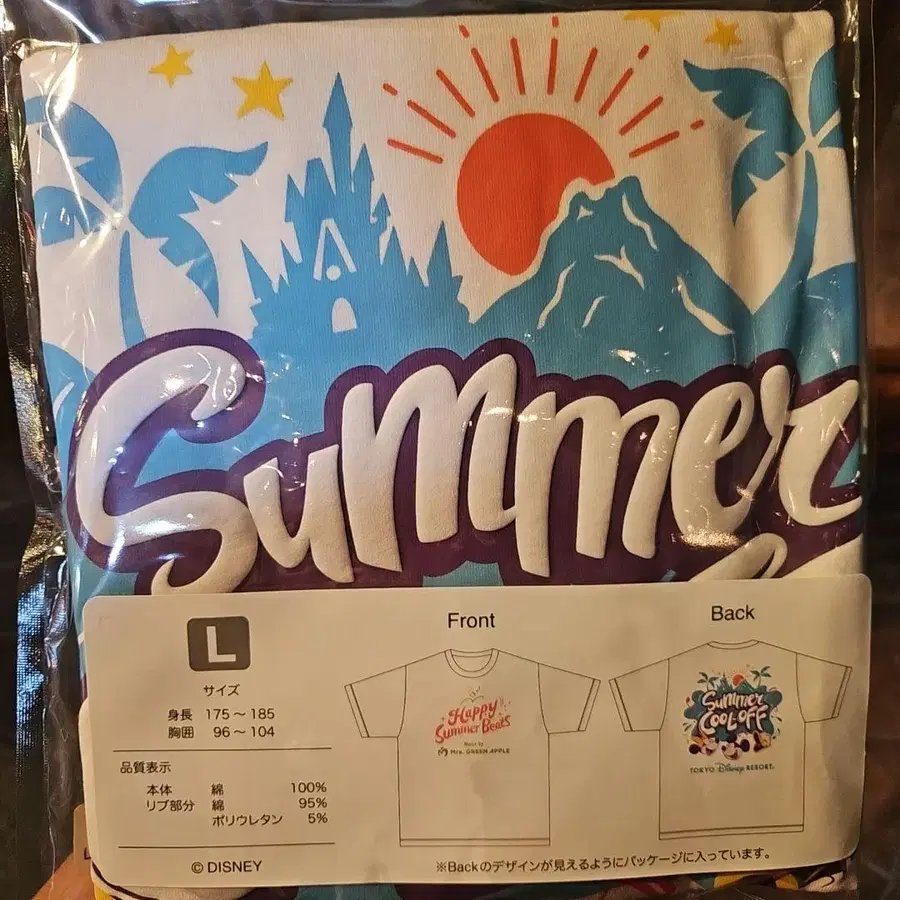 Summer
L
サイズ
身長 175～185
胸囲 96～104
品質表示
本体 綿 100%
リブ部分 綿 95%
ポリウレタン 5%
© DISNEY
Front
Happy
Summer Beats
Music by
Mrs. GREEN APPLE
Back
Summer
COOL-OFF
TOKYO Disney RESORT®
※Backのデザインが見えるようにパッケージに入っています。